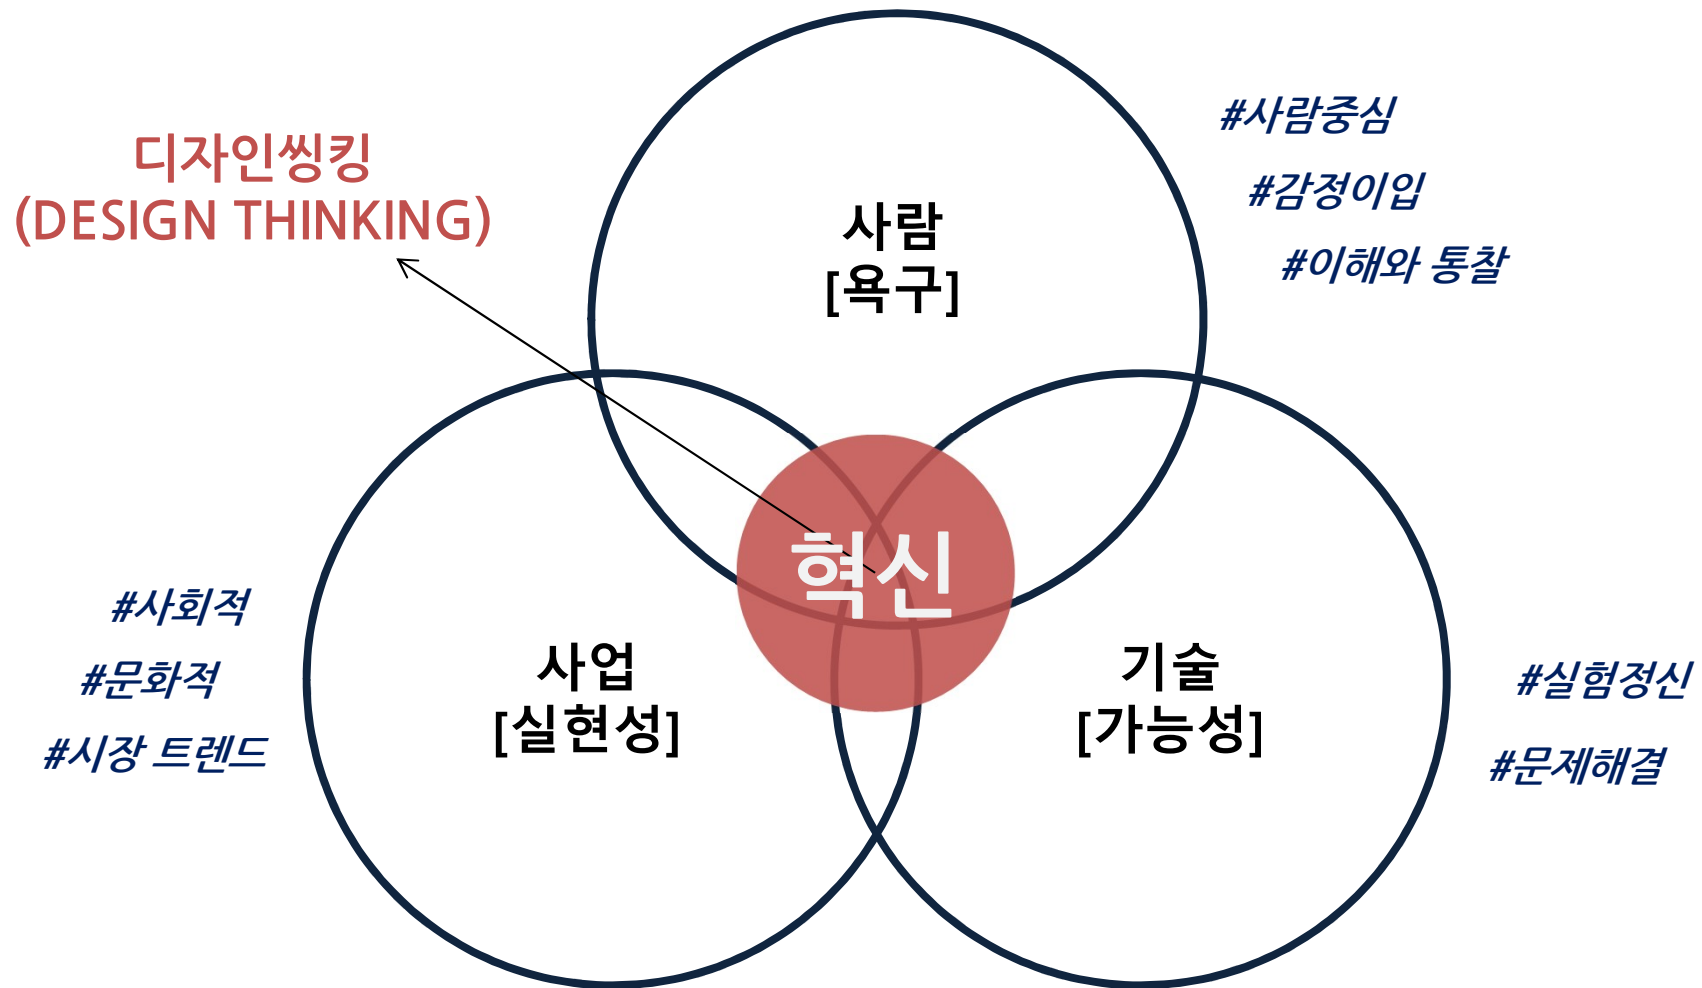 디자인씽킹
(DESIGN THINKING)
#사람중심
#감정이입
#이해와 통찰
사람
[욕구]
혁신
#사회적
#문화적
#시장 트렌드
사업
[실현성]
기술
[가능성]
#실험정신
#문제해결